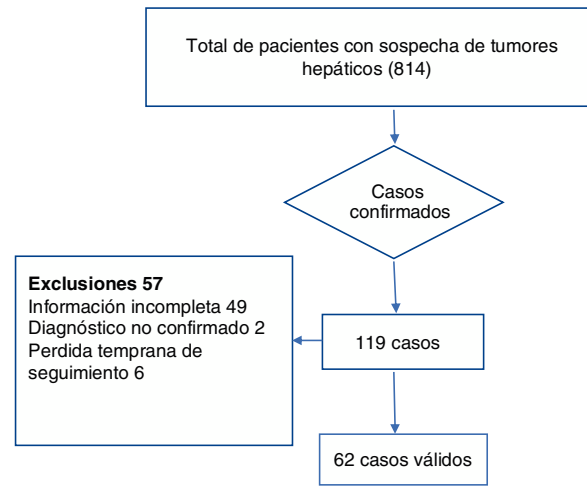 Total de pacientes con sospecha de tumores
hepáticos (814)
Casos
confirmados
Exclusiones 57
Información incompleta 49
Diagnóstico no confirmado 2
Perdida temprana de
seguimiento 6
119 casos
62 casos válidos